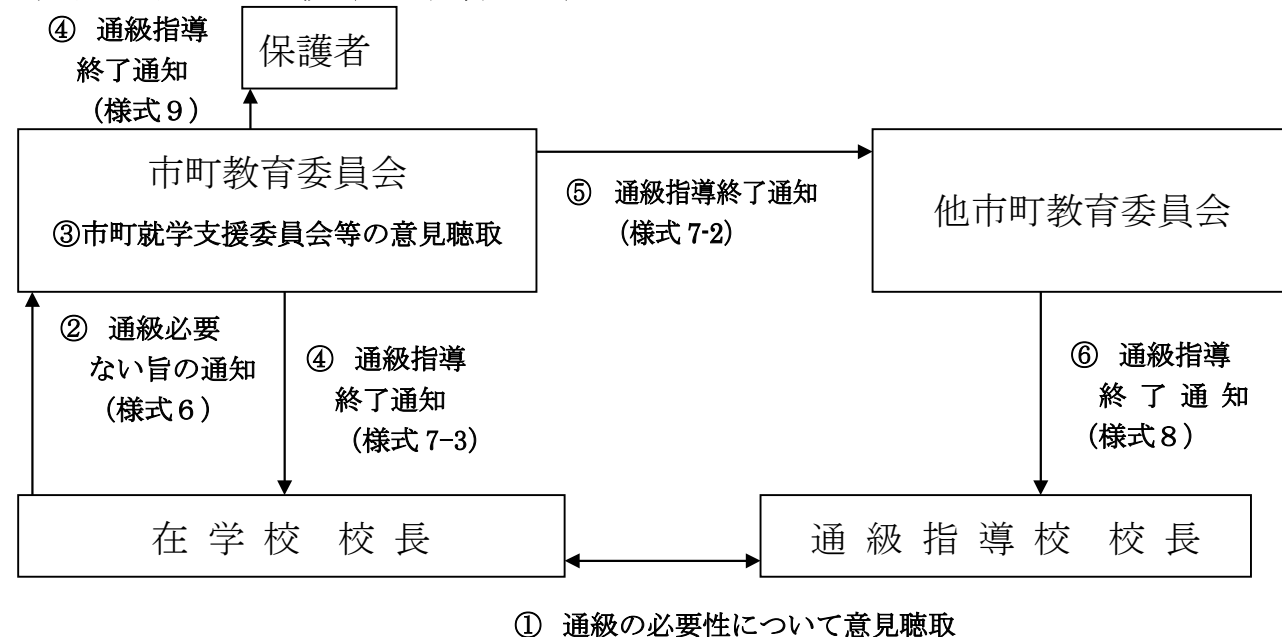 ④ 通級指導
終了通知
（様式９）
保護者
市町教育委員会
③市町就学支援委員会等の意見聴取
⑤ 通級指導終了通知
（様式 7-2）
他市町教育委員会
② 通級必要
ない旨の通知
（様式６）
④ 通級指導
終了通知
（様式 7−3）
⑥ 通級指導
終 了 通 知
（様式８）
在 学 校 校 長
通 級 指 導 校 校 長
① 通級の必要性について意見聴取